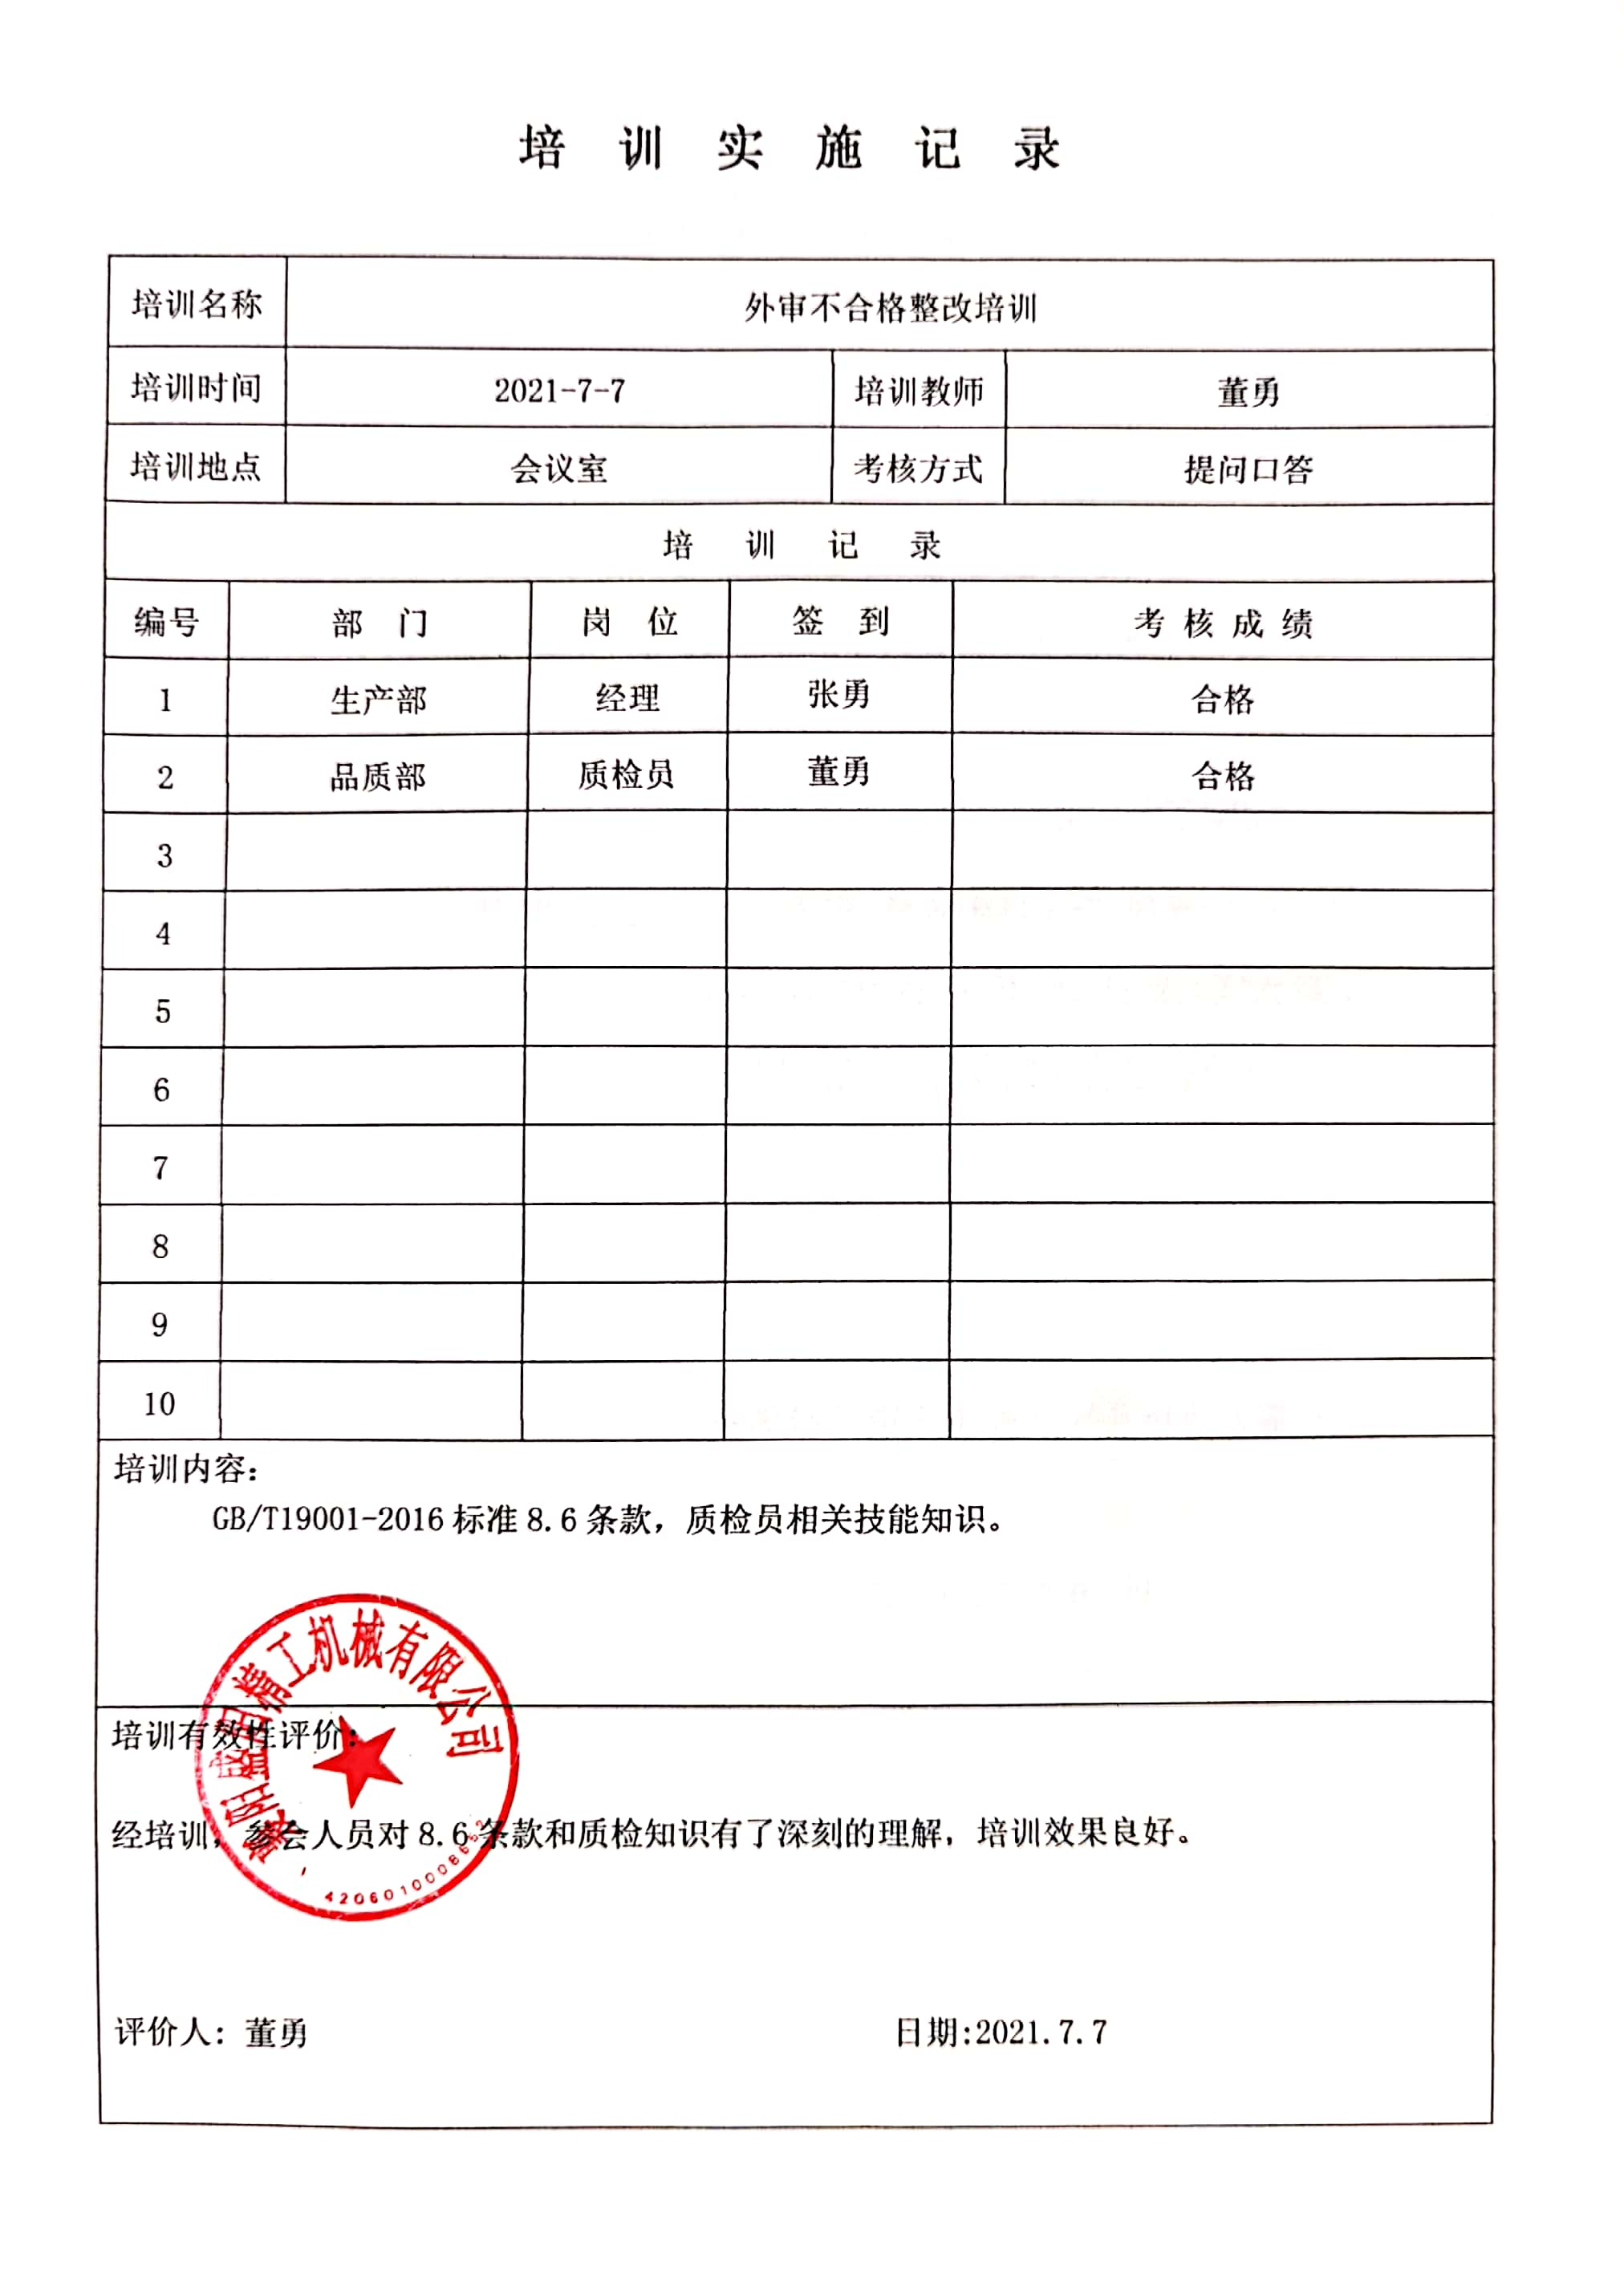 培训实施记录
培训名称 外审不合格整改培训
培训时间 2021-7-7 培训教师 董勇
培训地点 会议室 考核方式 提问口答
培训记录
编号 部门 岗位 签到 考核成绩
1 生产部 经理 张勇 合格
2 品质部 质检员 董勇 合格
3
4
5
6
7
8
9
10
培训内容：
GB/T19001-2016标准8.6条款，质检员相关技能知识。
精工机械有限公司
培训有效性评价：
经培训，参会人员对8.6条款和质检知识有了深刻的理解，培训效果良好。
评价人：董勇 日期:2021.7.7